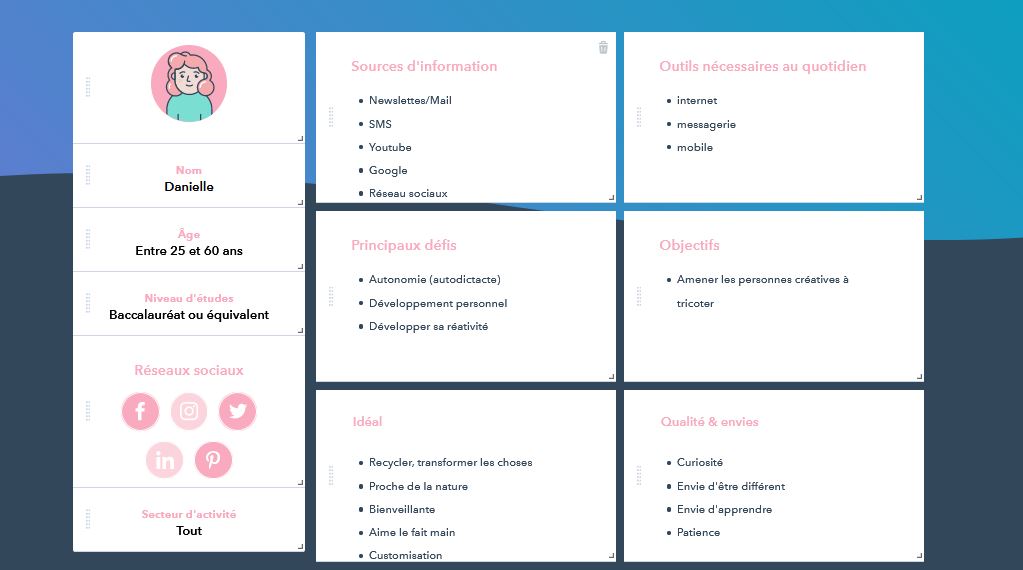 Nom
Danielle
Âge
Entre 25 et 60 ans
Niveau d'études
Baccalauréat ou équivalent
Réseaux sociaux
in
Secteur d'activité
Tout
Sources d'information
Newslettes/Mail
SMS
Youtube
Google
Réseau sociaux
Outils nécessaires au quotidien
internet
messagerie
mobile
Principaux défis
Autonomie (autodictacte)
Développement personnel
Développer sa réativité
Objectifs
Amener les personnes créatives à
tricoter
Idéal
Recycler, transformer les choses
Proche de la nature
Bienveillante
Aime le fait main
Customisation
Qualité & envies
Curiosité
Envie d'être différent
Envie d'apprendre
Patience